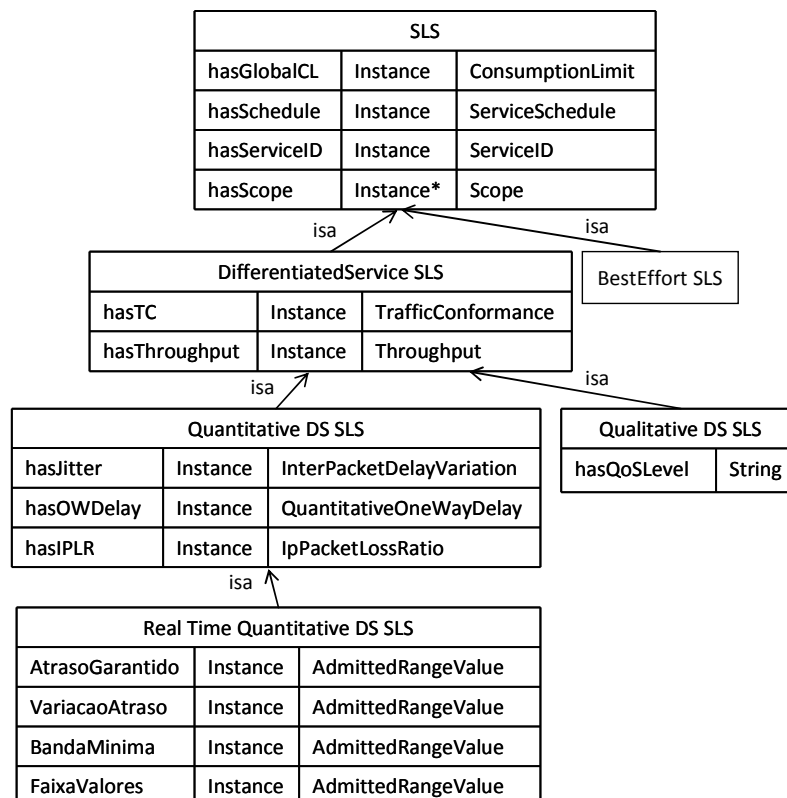 SLS
hasGlobalCL Instance ConsumptionLimit
hasSchedule Instance ServiceSchedule
hasServiceID Instance ServiceID
hasScope Instance* Scope
isa isa
DifferentiatedService SLS
hasTC Instance TrafficConformance
hasThroughput Instance Throughput
BestEffort SLS
isa isa
Quantitative DS SLS
hasJitter Instance InterPacketDelayVariation
hasOWDelay Instance QuantitativeOneWayDelay
hasIPLR Instance IpPacketLossRatio
Qualitative DS SLS
hasQoSLevel String
isa
Real Time Quantitative DS SLS
AtrasoGarantido Instance AdmittedRangeValue
VariacaoAtraso Instance AdmittedRangeValue
BandaMinima Instance AdmittedRangeValue
FaixaValores Instance AdmittedRangeValue